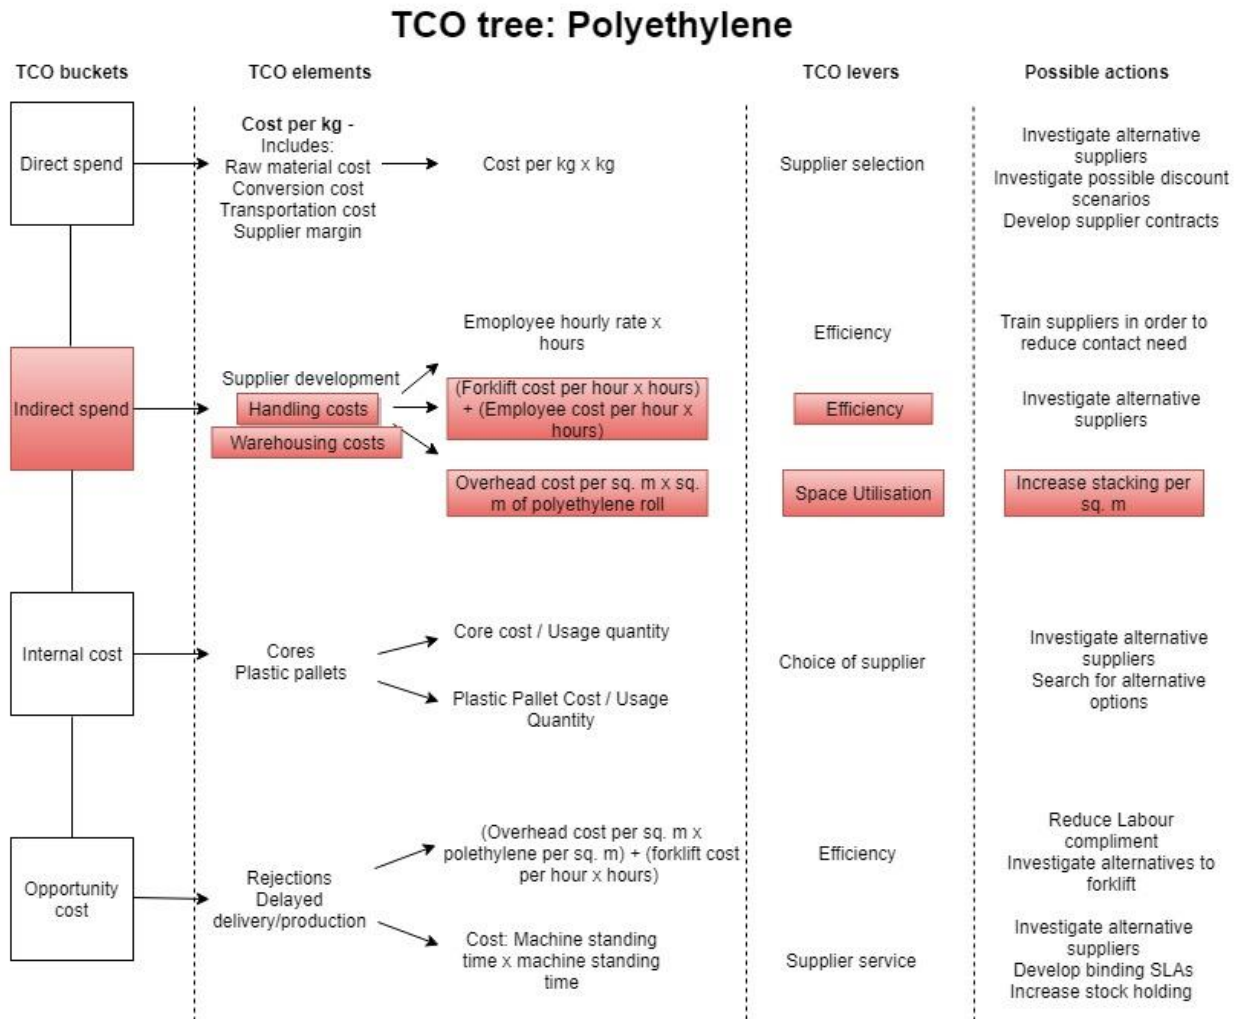 TCO tree: Polyethylene
TCO buckets
TCO elements
TCO levers
Possible actions
Direct spend
Cost per kg -
Includes:
Raw material cost
Conversion cost
Transportation cost
Supplier margin
Cost per kg x kg
Supplier selection
Investigate alternative
suppliers
Investigate possible discount
scenarios
Develop supplier contracts
Indirect spend
Supplier development
Handling costs
Warehousing costs
Emoployee hourly rate x
hours
Efficiency
Train suppliers in order to
reduce contact need
(Forklift cost per hour x hours)
+ (Employee cost per hour x
hours)
Efficiency
Investigate alternative
suppliers
Overhead cost per sq. m x sq.
m of polyethylene roll
Space Utilisation
Increase stacking per
sq. m
Internal cost
Cores
Plastic pallets
Core cost / Usage quantity
Plastic Pallet Cost / Usage
Quantity
Choice of supplier
Investigate alternative
suppliers
Search for alternative
options
Opportunity
cost
Rejections
Delayed
delivery/production
(Overhead cost per sq. m x
polethylene per sq. m) + (forklift cost
per hour x hours)
Efficiency
Reduce Labour
compliment
Investigate alternatives to
forklift
Cost: Machine standing
time x machine standing
time
Supplier service
Investigate alternative
suppliers
Develop binding SLAs
Increase stock holding